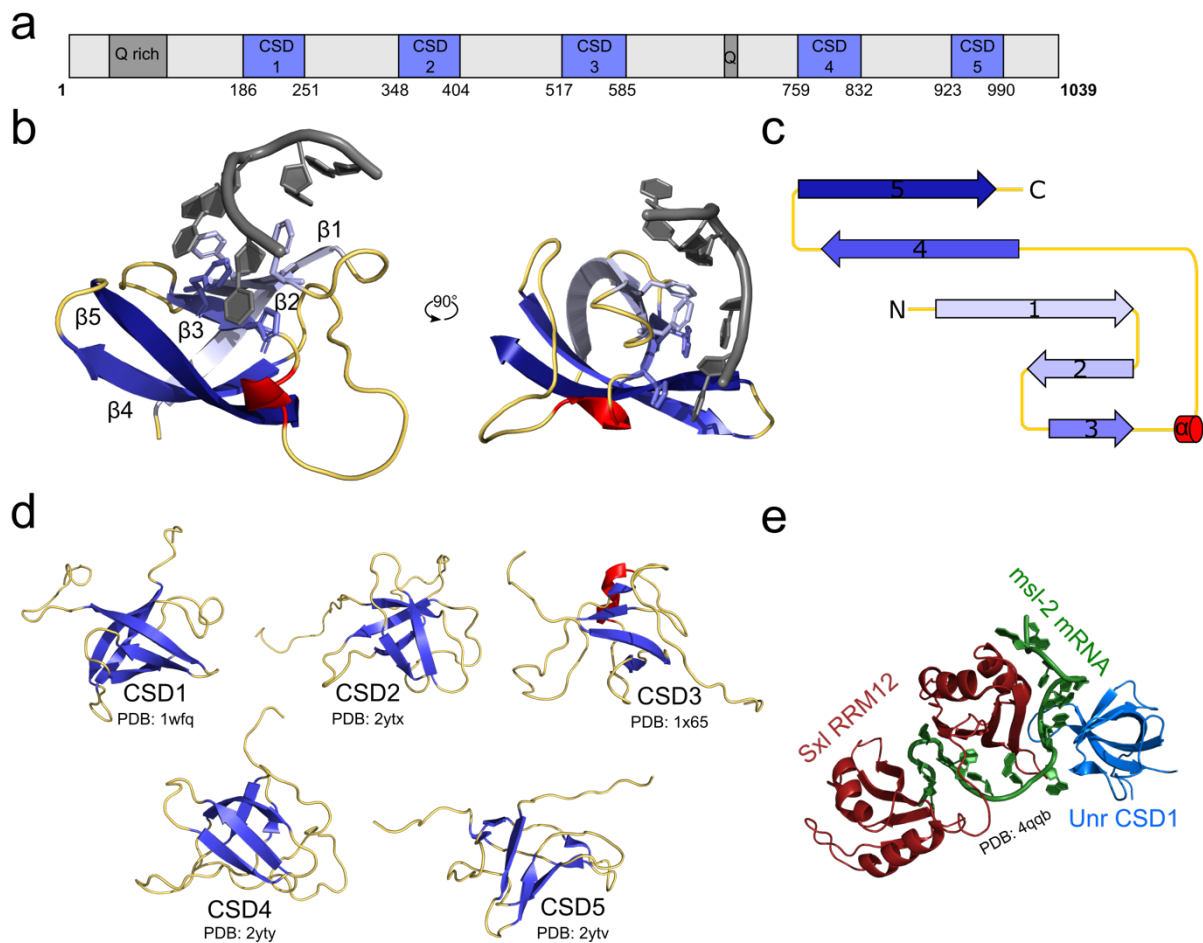 a
Q rich
CSD
1
CSD
2
CSD
3
Q
CSD
4
CSD
5
1
186
251
348
404
517
585
759
832
923
990
1039
b
β1
β2
β3
β5
β4
90°
c
5
C
4
N
1
2
3
α
d
CSD1
PDB: 1wfq
CSD2
PDB: 2ytx
CSD3
PDB: 1x65
CSD4
PDB: 2yty
CSD5
PDB: 2ytv
e
msl-2 mRNA
Sxl RRM12
Unr CSD1
PDB: 4qqb